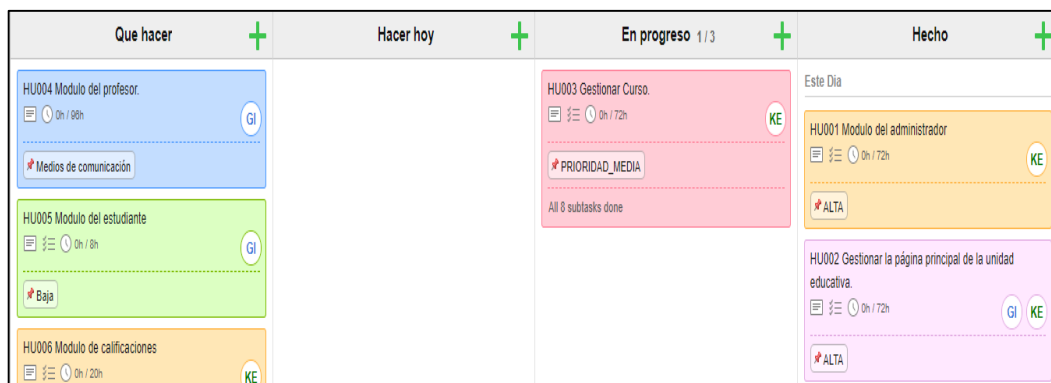 Que hacer
Hacer hoy
En progreso 1 / 3
Hecho
HU004 Modulo del profesor.
0h / 96h
GI
Medios de comunicación
HU005 Modulo del estudiante
0h / 8h
GI
Baja
HU006 Modulo de calificaciones
0h / 20h
KE
HU003 Gestionar Curso.
0h / 72h
KE
PRIORIDAD_MEDIA
All 8 subtasks done
Este Dia
HU001 Modulo del administrador
0h / 72h
KE
ALTA
HU002 Gestionar la página principal de la unidad
educativa.
0h / 72h
GI KE
ALTA